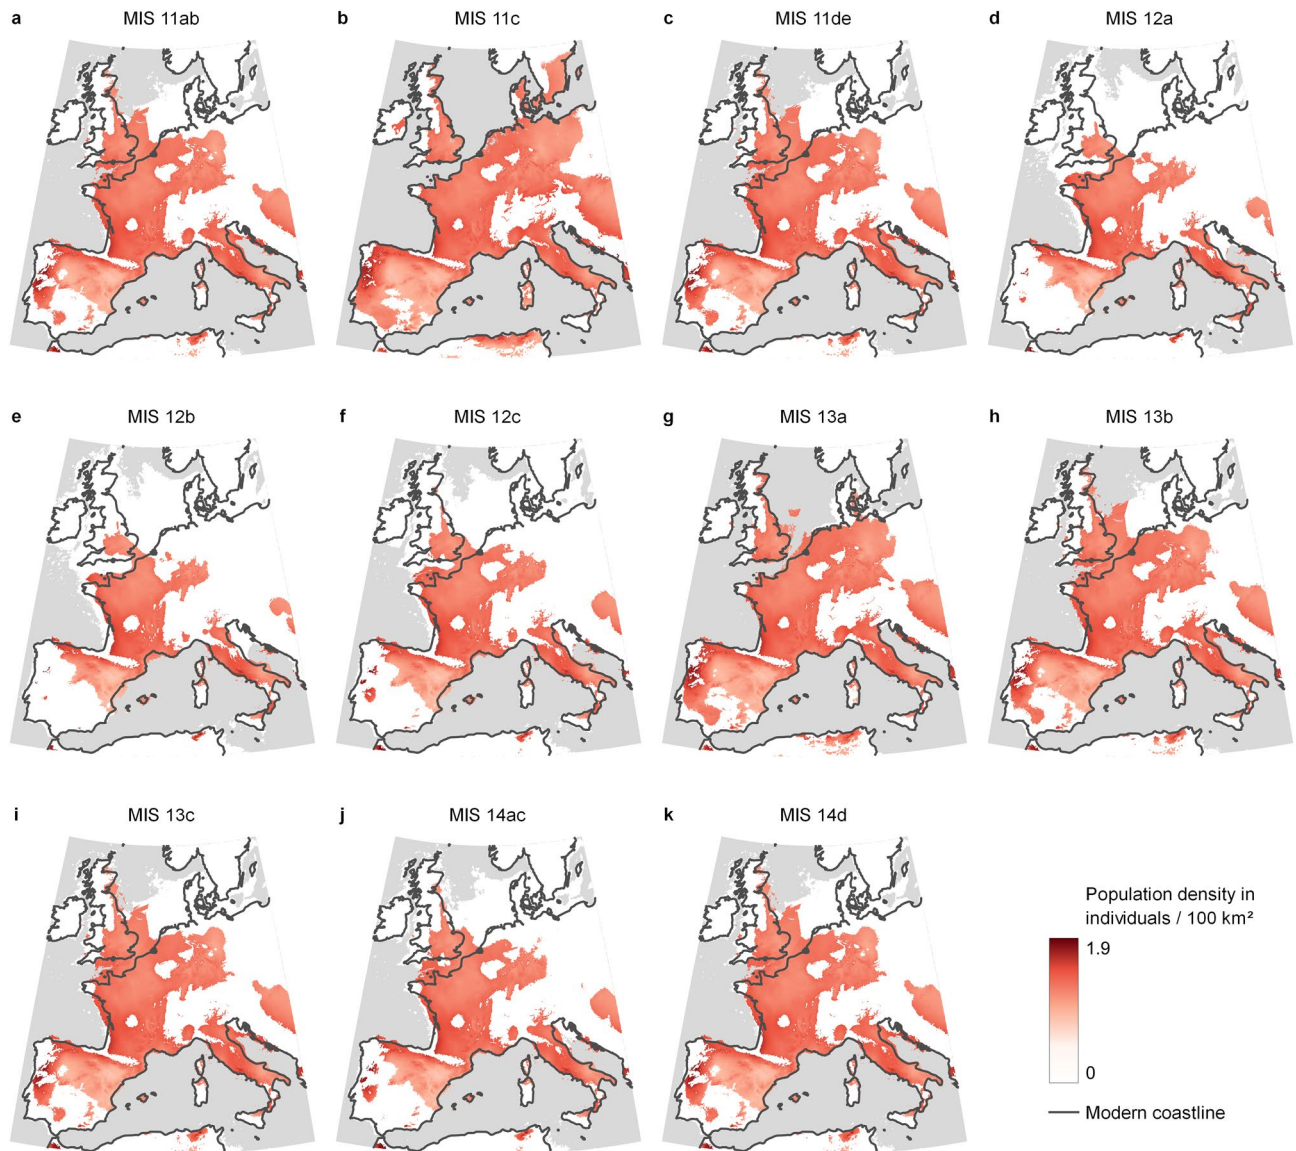 a MIS 11ab
b MIS 11c
c MIS 11de
d MIS 12a
e MIS 12b
f MIS 12c
g MIS 13a
h MIS 13b
i MIS 13c
j MIS 14ac
k MIS 14d
Population density in
individuals / 100 km²
1.9
0
Modern coastline